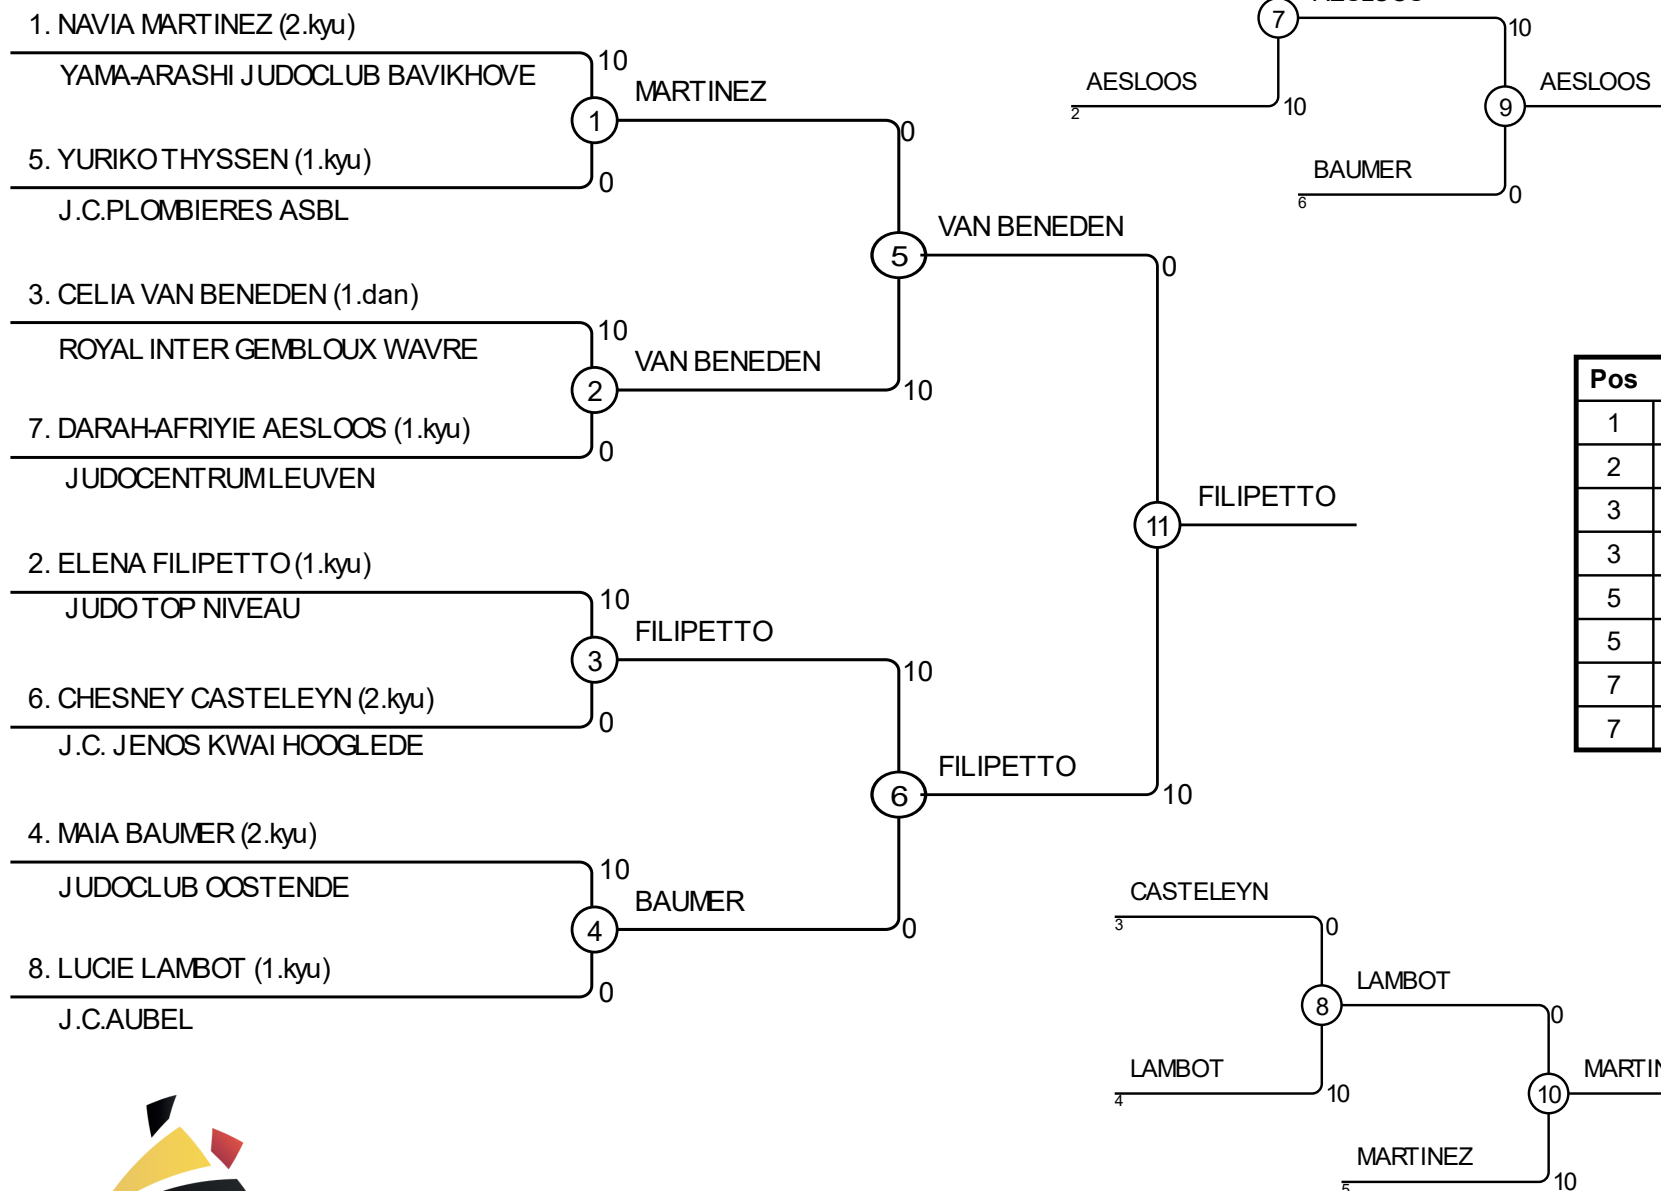 1. NAVIA MARTINEZ (2.kyu)
YAMA-ARASHI JUDOCLUB BAVIKHOVE
10
1
MARTINEZ
5. YURIKO THYSSEN (1.kyu)
0
J.C.PLOMBIERES ASBL
0
5
VAN BENEDEN
3. CELIA VAN BENEDEN (1.dan)
10
ROYAL INTER GEMBLOUX WAVRE
2
VAN BENEDEN
10
7. DARAH-AFRIYIE AESLOOS (1.kyu)
0
JUDOCENTRUM LEUVEN
0
11
FILIPETTO
2. ELENA FILIPETTO (1.kyu)
10
JUDO TOP NIVEAU
3
FILIPETTO
10
6. CHESNEY CASTELEYN (2.kyu)
0
J.C. JENOS KWAI HOOGLEDE
6
FILIPETTO
10
4. MAIA BAUMER (2.kyu)
10
JUDOCLUB OOSTENDE
4
BAUMER
0
8. LUCIE LAMBOT (1.kyu)
0
J.C.AUBEL
7
10
AESLOOS
2
10
9
AESLOOS
BAUMER
6
0
Pos
1
2
3
3
5
5
7
7
CASTELEYN
3
0
8
LAMBOT
0
LAMBOT
4
10
10
MARTINEZ
5
10